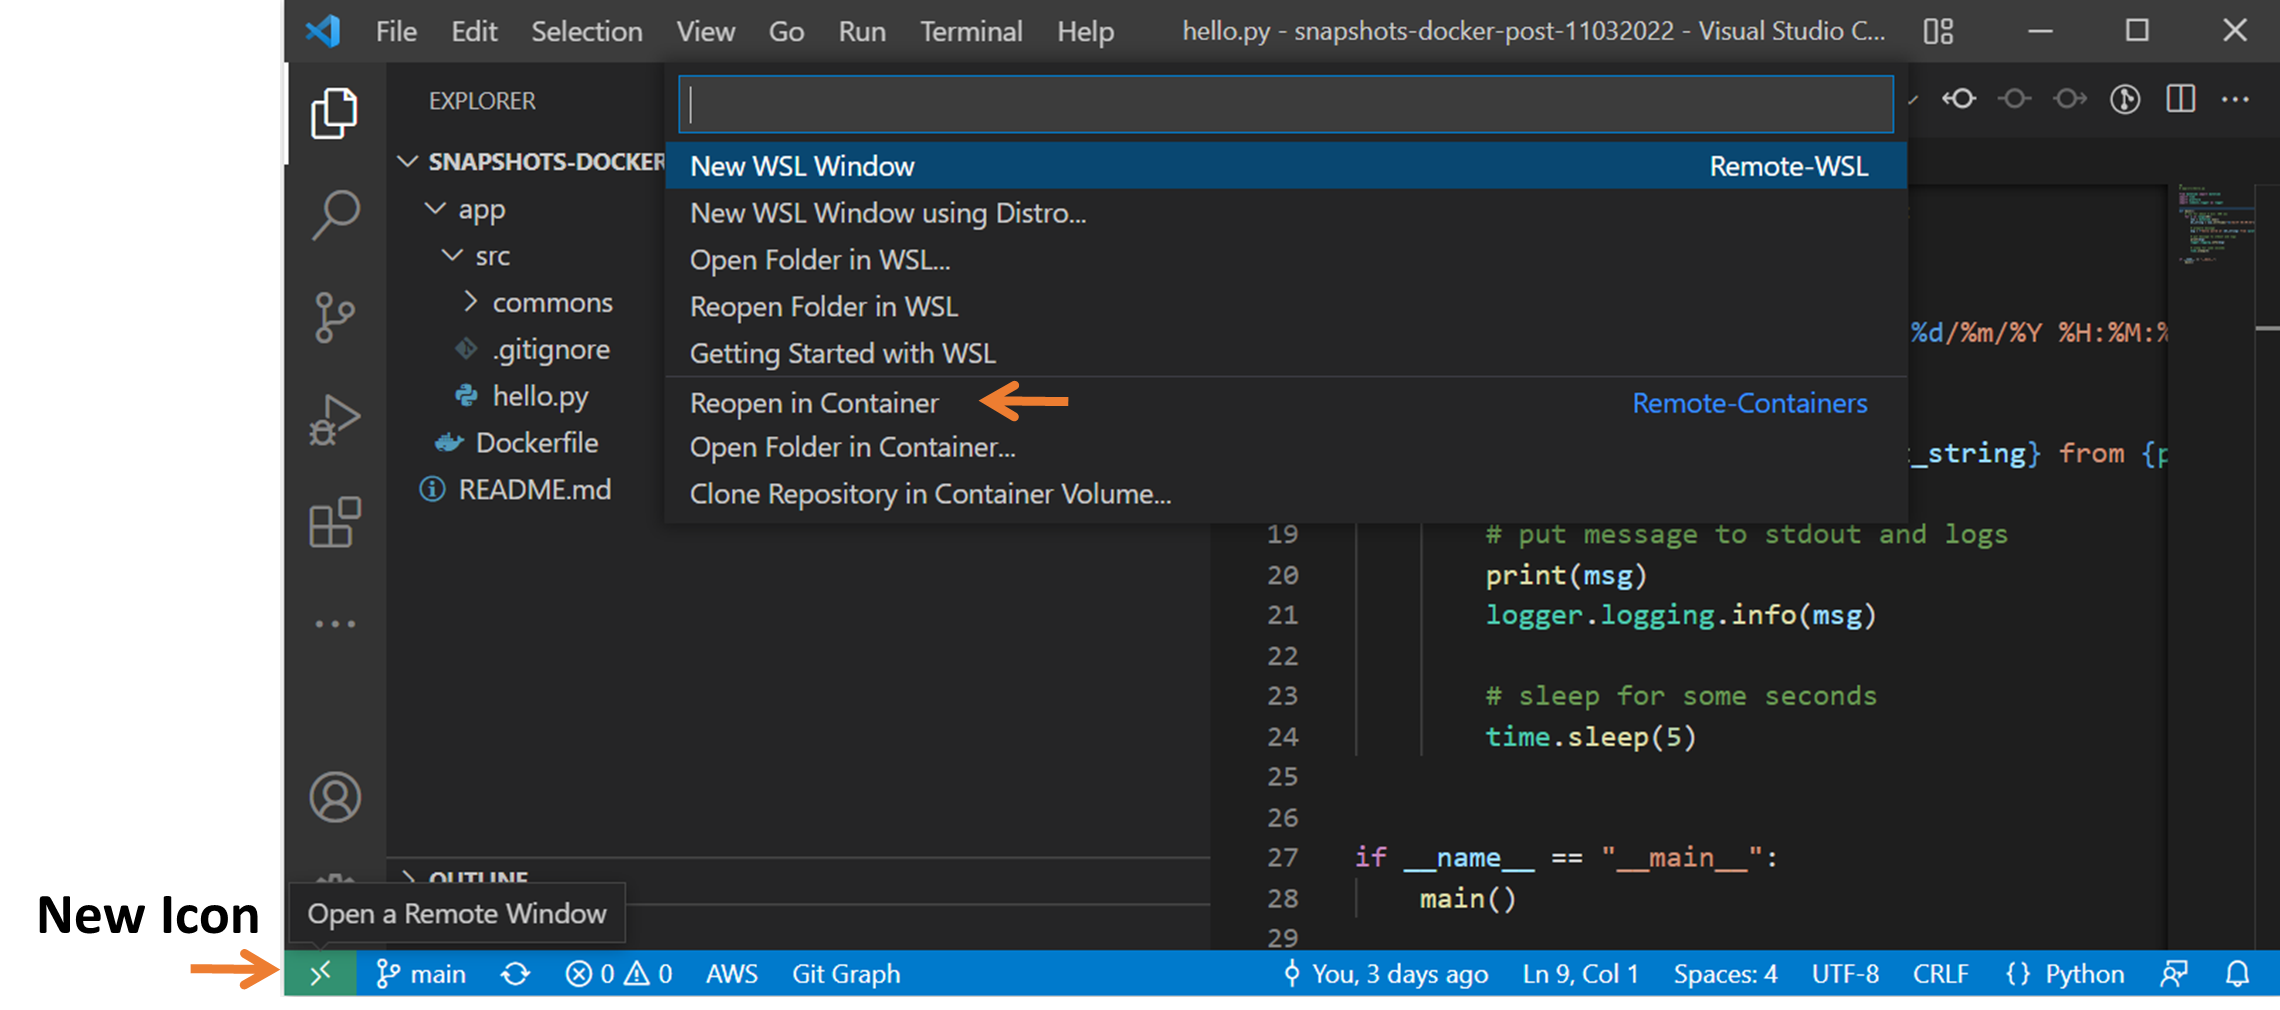 File Edit Selection View Go Run Terminal Help hello.py - snapshots-docker-post-11032022 - Visual Studio C...
EXPLORER
SNAPSHOTS-DOCKER
app
src
commons
.gitignore
hello.py
Dockerfile
README.md
OUTLINE
New WSL Window Remote-WSL
New WSL Window using Distro...
Open Folder in WSL...
Reopen Folder in WSL
Getting Started with WSL
Reopen in Container Remote-Containers
Open Folder in Container...
Clone Repository in Container Volume...
%d/%m/%Y %H:%M:%
_string} from {p
19 # put message to stdout and logs
20 print(msg)
21 logger.logging.info(msg)
22
23 # sleep for some seconds
24 time.sleep(5)
25
26
27 if __name__ == "__main__":
28 main()
29
New Icon
Open a Remote Window
main 0 0 AWS Git Graph You, 3 days ago Ln 9, Col 1 Spaces: 4 UTF-8 CRLF {} Python